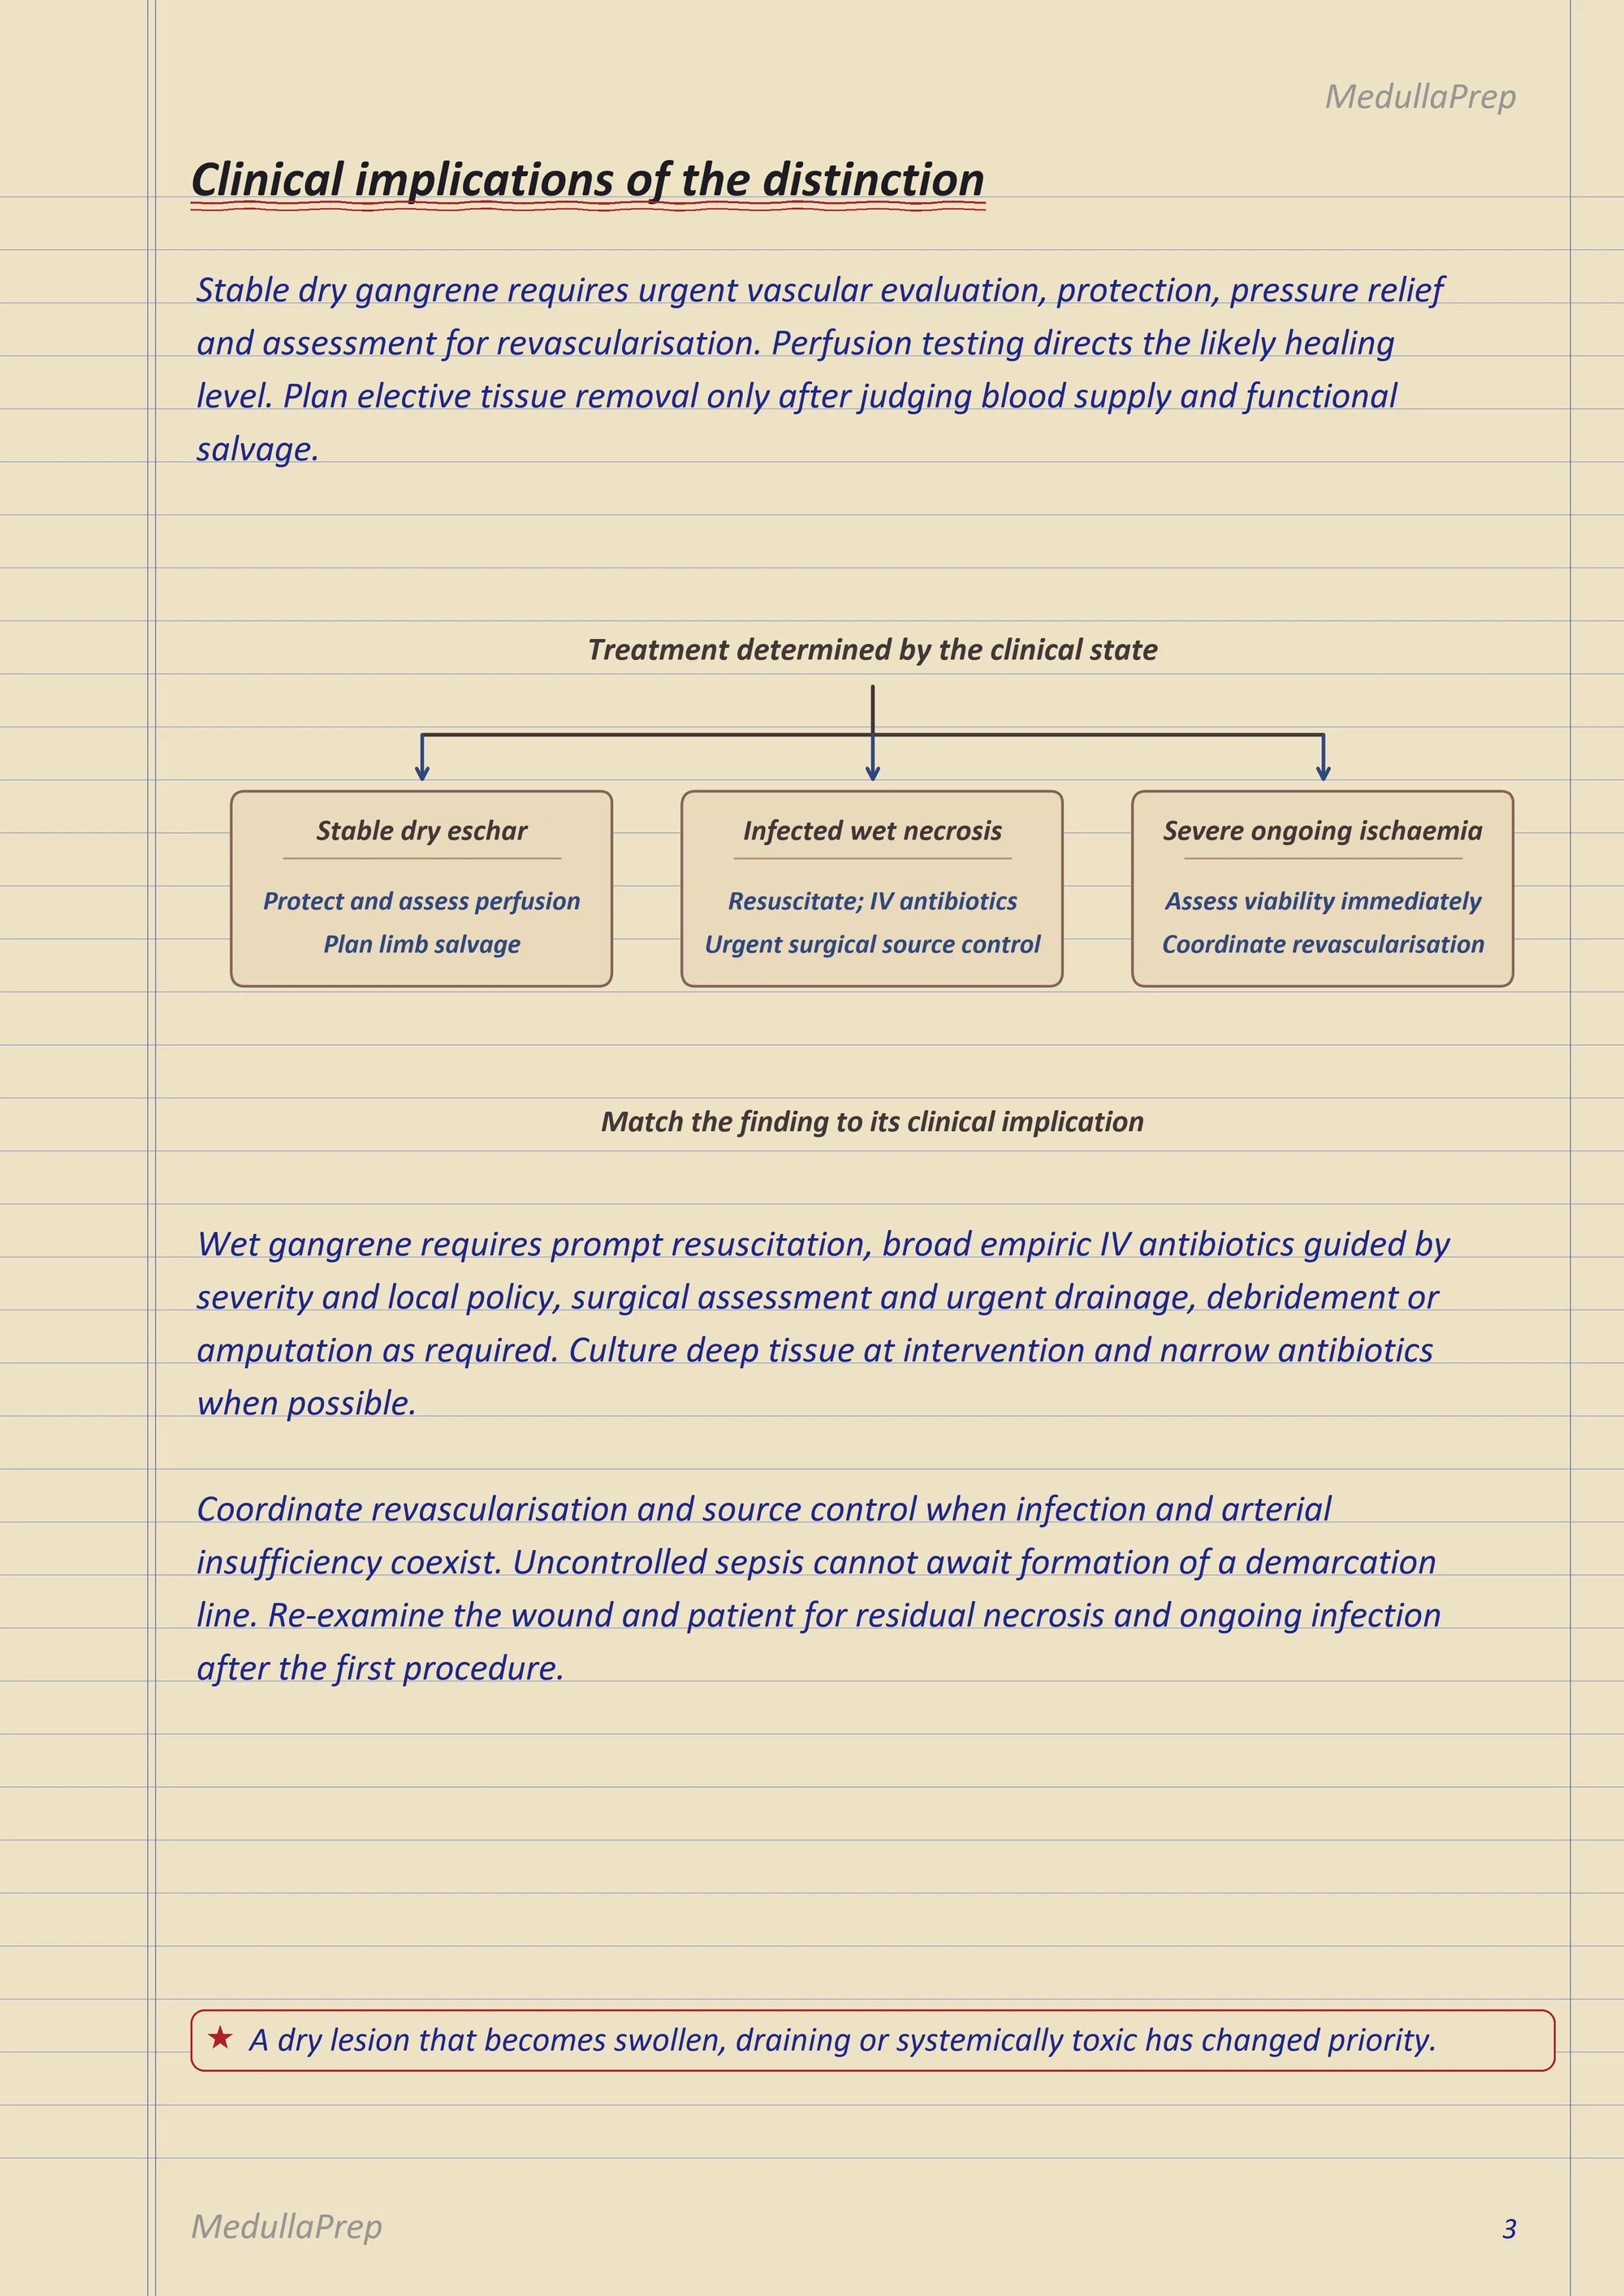 MedullaPrep
Clinical implications of the distinction
Stable dry gangrene requires urgent vascular evaluation, protection, pressure relief
and assessment for revascularisation. Perfusion testing directs the likely healing
level. Plan elective tissue removal only after judging blood supply and functional
salvage.
Treatment determined by the clinical state
Stable dry eschar
Protect and assess perfusion
Plan limb salvage
Infected wet necrosis
Resuscitate; IV antibiotics
Urgent surgical source control
Severe ongoing ischaemia
Assess viability immediately
Coordinate revascularisation
Match the finding to its clinical implication
Wet gangrene requires prompt resuscitation, broad empiric IV antibiotics guided by
severity and local policy, surgical assessment and urgent drainage, debridement or
amputation as required. Culture deep tissue at intervention and narrow antibiotics
when possible.
Coordinate revascularisation and source control when infection and arterial
insufficiency coexist. Uncontrolled sepsis cannot await formation of a demarcation
line. Re-examine the wound and patient for residual necrosis and ongoing infection
after the first procedure.
★ A dry lesion that becomes swollen, draining or systemically toxic has changed priority.
MedullaPrep
3